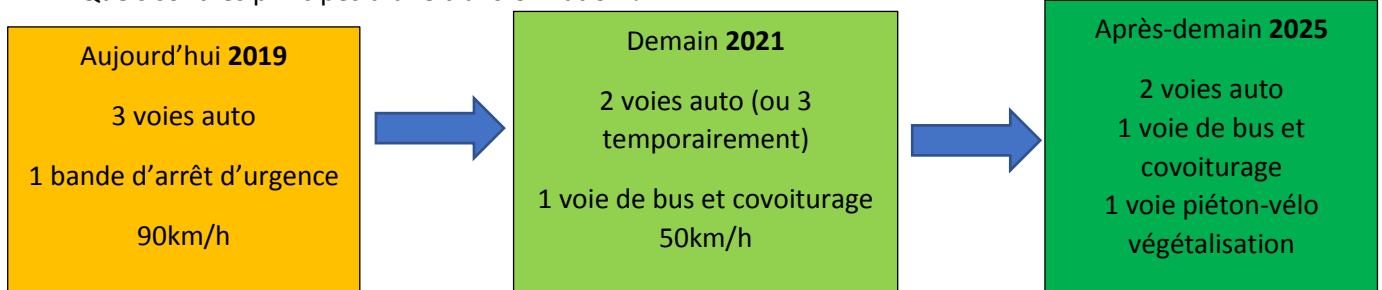 Aujourd’hui 2019
3 voies auto
1 bande d’arrêt d’urgence
90km/h
Demain 2021
2 voies auto (ou 3
temporairement)
1 voie de bus et covoiturage
50km/h
Après-demain 2025
2 voies auto
1 voie de bus et
covoiturage
1 voie piéton-vélo
végétalisation